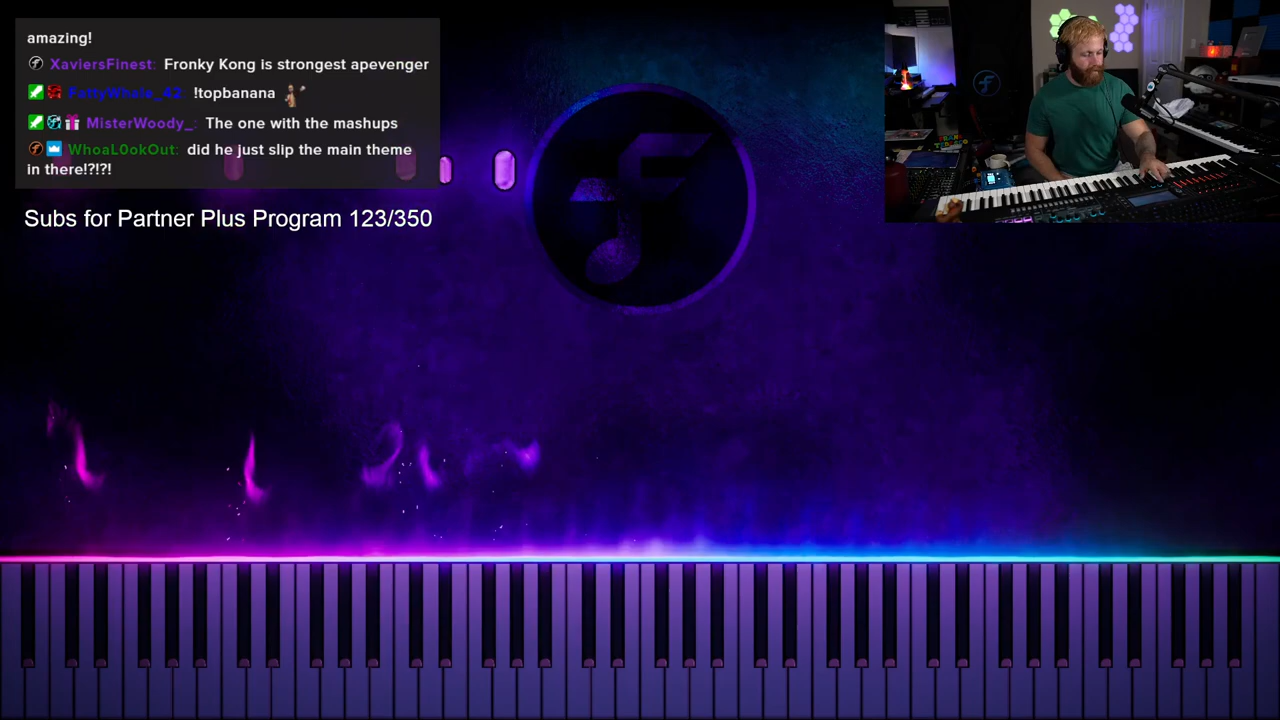 amazing!
XaviersFinest: Fronky Kong is strongest apevenger
FattyWhale_42: !topbanana
MisterWoody_: The one with the mashups
WhoaL0okOut: did he just slip the main theme
in there!?!?!
Subs for Partner Plus Program 123/350